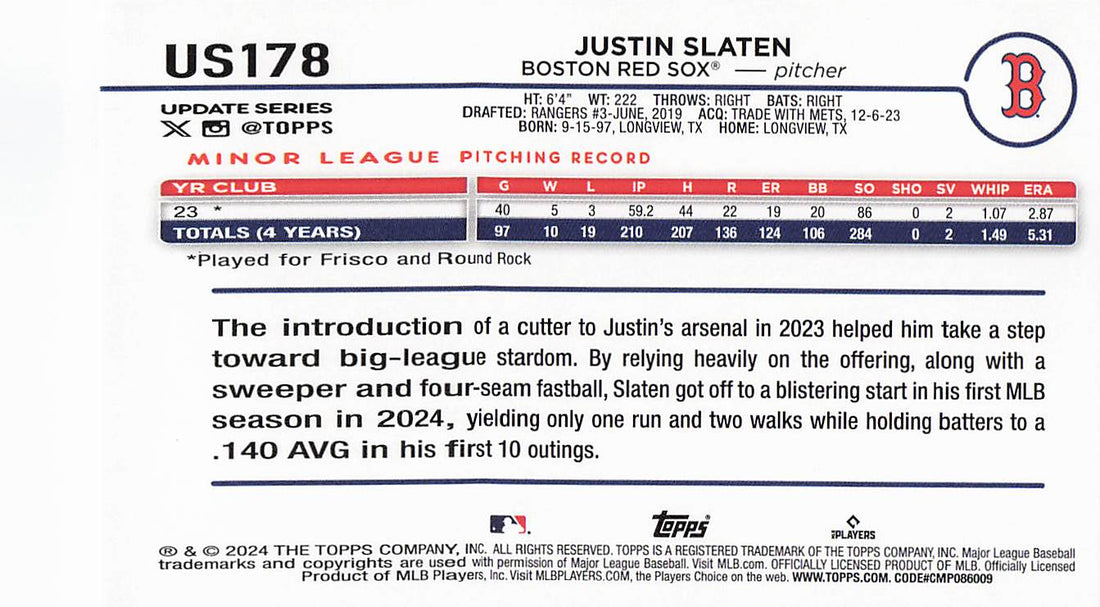 US178
JUSTIN SLATEN
BOSTON RED SOX® — pitcher
B
UPDATE SERIES
@TOPPS
HT: 6'4" WT: 222 THROWS: RIGHT BATS: RIGHT
DRAFTED: RANGERS #3-JUNE, 2019 ACQ: TRADE WITH METS, 12-6-23
BORN: 9-15-97, LONGVIEW, TX HOME: LONGVIEW, TX
MINOR LEAGUE PITCHING RECORD
YR CLUB G W L IP H R ER BB SO SHO SV WHIP ERA
23 * 40 5 3 59.2 44 22 19 20 86 0 2 1.07 2.87
TOTALS (4 YEARS) 97 10 19 210 207 136 124 106 284 0 2 1.49 5.31
*Played for Frisco and Round Rock
The introduction of a cutter to Justin's arsenal in 2023 helped him take a step
toward big-league stardom. By relying heavily on the offering, along with a
sweeper and four-seam fastball, Slaten got off to a blistering start in his first MLB
season in 2024, yielding only one run and two walks while holding batters to a
.140 AVG in his first 10 outings.
Topps®
PLAYERS
® & © 2024 THE TOPPS COMPANY, INC. ALL RIGHTS RESERVED. TOPPS IS A REGISTERED TRADEMARK OF THE TOPPS COMPANY, INC. Major League Baseball
trademarks and copyrights are used with permission of Major League Baseball. Visit MLB.com. OFFICIALLY LICENSED PRODUCT OF MLB. Officially Licensed
Product of MLB Players, Inc. Visit MLBPLAYERS.COM, the Players Choice on the web. WWW.TOPPS.COM. CODE#CMP086009